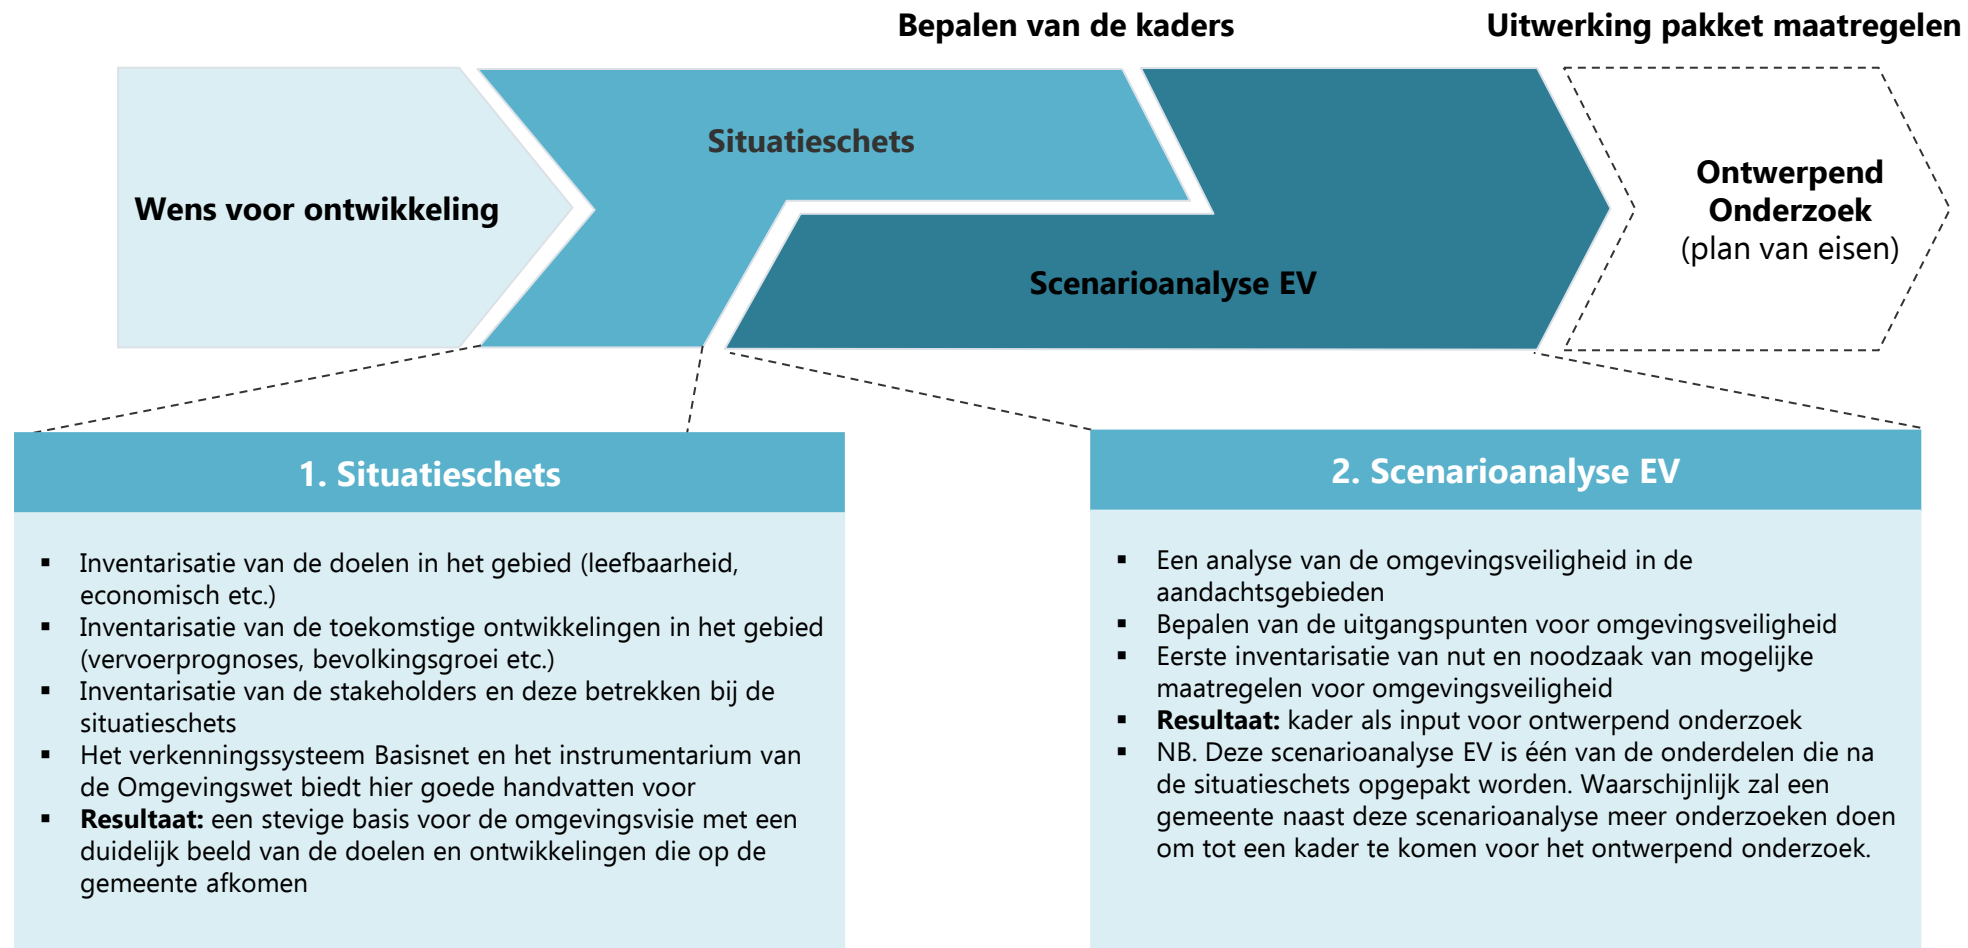 Bepalen van de kaders
Uitwerking pakket maatregelen
Wens voor ontwikkeling
Situatieschets
Scenarioanalyse EV
Ontwerpend
Onderzoek
(plan van eisen)
1. Situatieschets
▪ Inventarisatie van de doelen in het gebied (leefbaarheid,
economisch etc.)
▪ Inventarisatie van de toekomstige ontwikkelingen in het gebied
(vervoerprognoses, bevolkingsgroei etc.)
▪ Inventarisatie van de stakeholders en deze betrekken bij de
situatieschets
▪ Het verkenningssysteem Basisnet en het instrumentarium van
de Omgevingswet biedt hier goede handvatten voor
▪ Resultaat: een stevige basis voor de omgevingsvisie met een
duidelijk beeld van de doelen en ontwikkelingen die op de
gemeente afkomen
2. Scenarioanalyse EV
▪ Een analyse van de omgevingsveiligheid in de
aandachtsgebieden
▪ Bepalen van de uitgangspunten voor omgevingsveiligheid
▪ Eerste inventarisatie van nut en noodzaak van mogelijke
maatregelen voor omgevingsveiligheid
▪ Resultaat: kader als input voor ontwerpend onderzoek
▪ NB. Deze scenarioanalyse EV is één van de onderdelen die na
de situatieschets opgepakt worden. Waarschijnlijk zal een
gemeente naast deze scenarioanalyse meer onderzoeken doen
om tot een kader te komen voor het ontwerpend onderzoek.